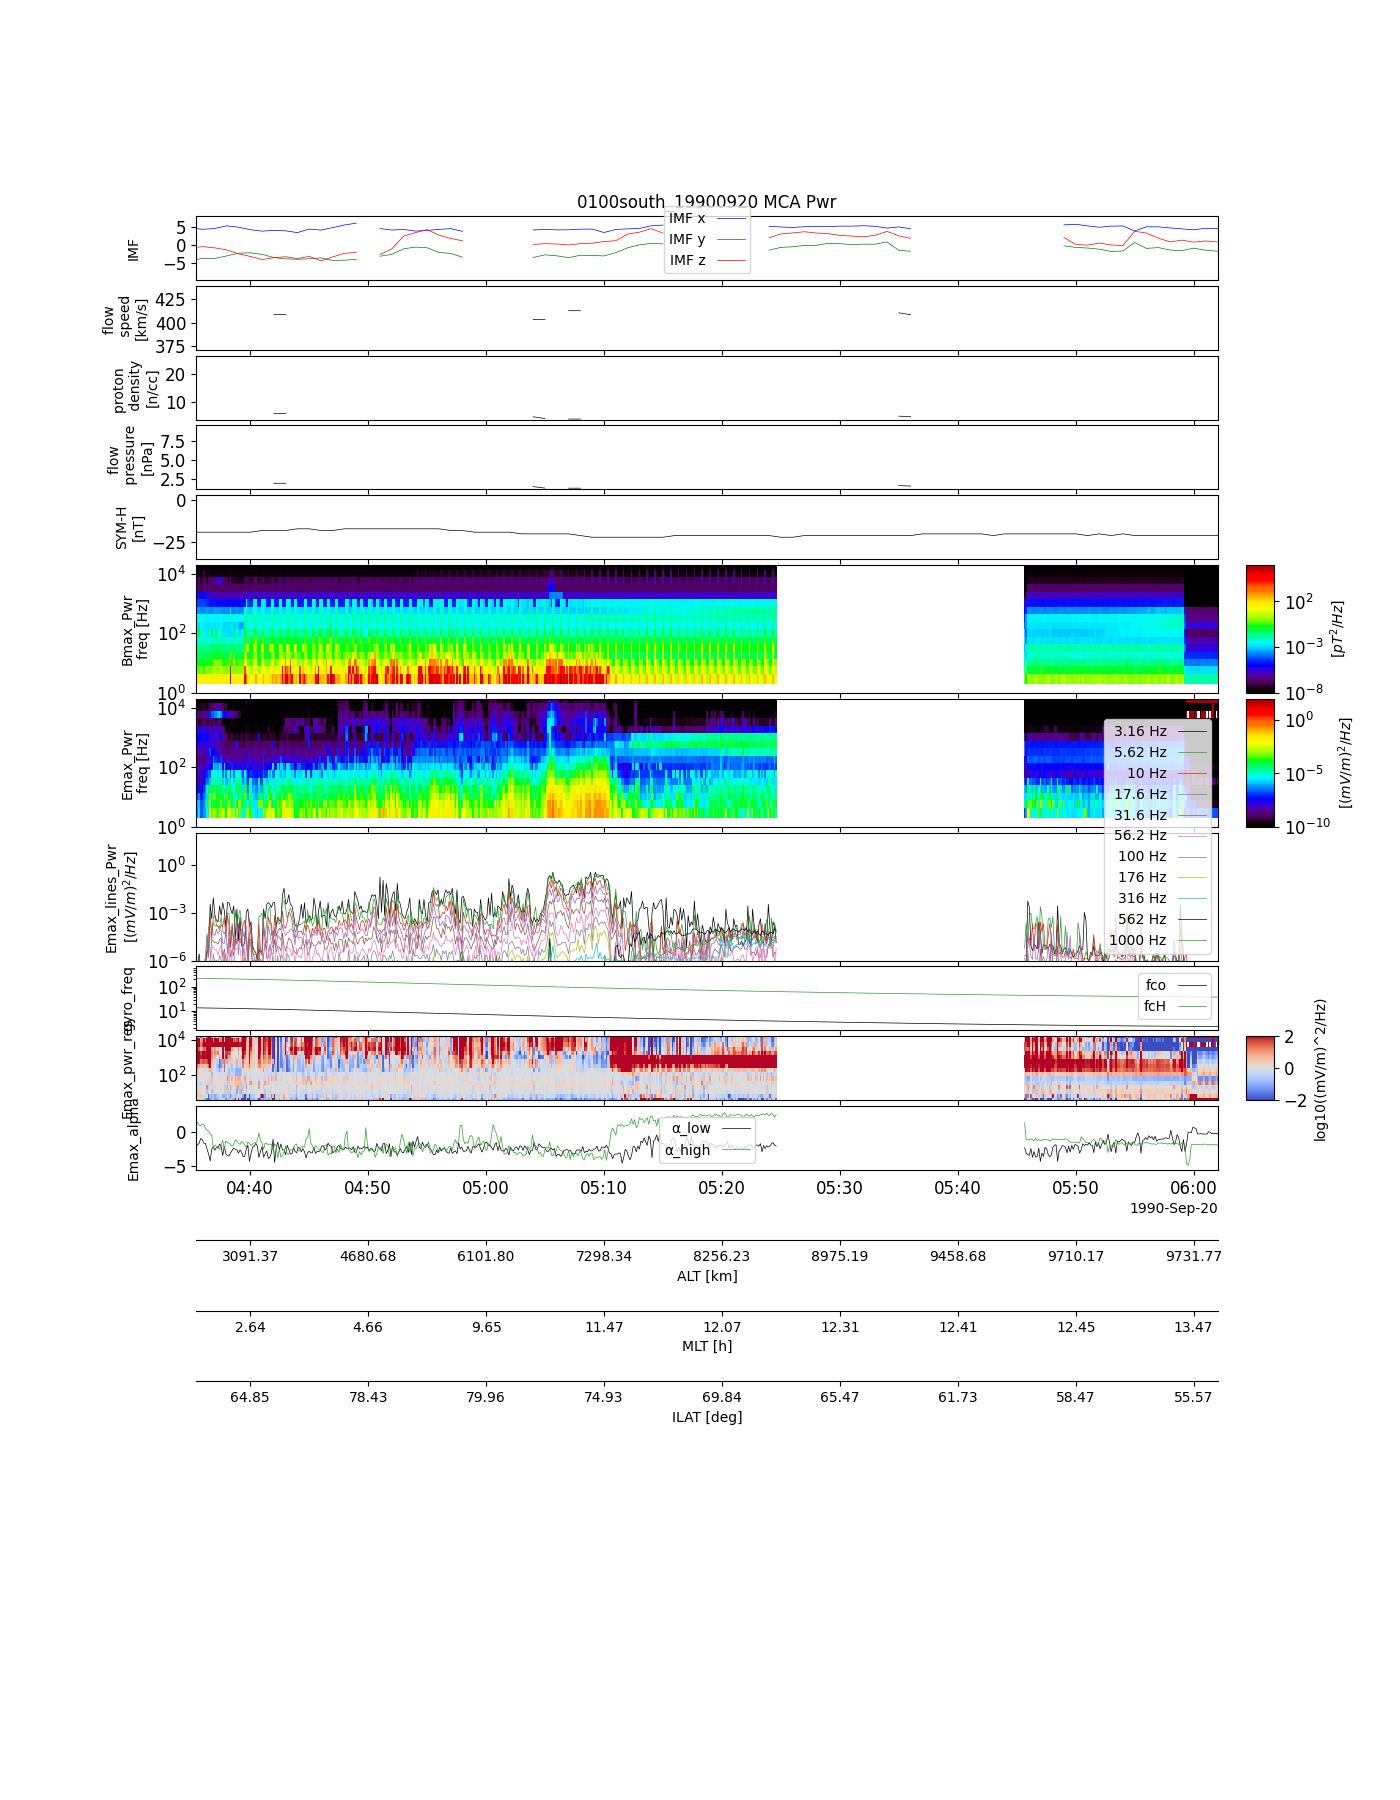 0100south_19900920 MCA Pwr
IMF
5
0
−5
IMF x
IMF y
IMF z
flow
speed
[km/s]
425
400
375
proton
density
[n/cc]
20
10
flow
pressure
[nPa]
7.5
5.0
2.5
SYM-H
[nT]
0
−25
Bmax_Pwr
freq [Hz]
10^4
10^2
10^0
10^2
10^−3
10^−8
[pT^2/Hz]
Emax_Pwr
freq [Hz]
10^4
10^2
10^0
10^0
10^−5
10^−10
[(mV/m)^2/Hz]
3.16 Hz
5.62 Hz
10 Hz
17.6 Hz
31.6 Hz
56.2 Hz
100 Hz
176 Hz
316 Hz
562 Hz
1000 Hz
Emax_lines_Pwr
[(mV/m)^2/Hz]
10^0
10^−3
10^−6
gyro_freq
10^2
10^1
fco
fcH
Emax_pwr_reg
10^4
10^2
2
0
−2
log10((mV/m)^2/Hz)
Emax_alpha
0
−5
α_low
α_high
04:40 04:50 05:00 05:10 05:20 05:30 05:40 05:50 06:00
1990-Sep-20
3091.37 4680.68 6101.80 7298.34 8256.23 8975.19 9458.68 9710.17 9731.77
ALT [km]
2.64 4.66 9.65 11.47 12.07 12.31 12.41 12.45 13.47
MLT [h]
64.85 78.43 79.96 74.93 69.84 65.47 61.73 58.47 55.57
ILAT [deg]